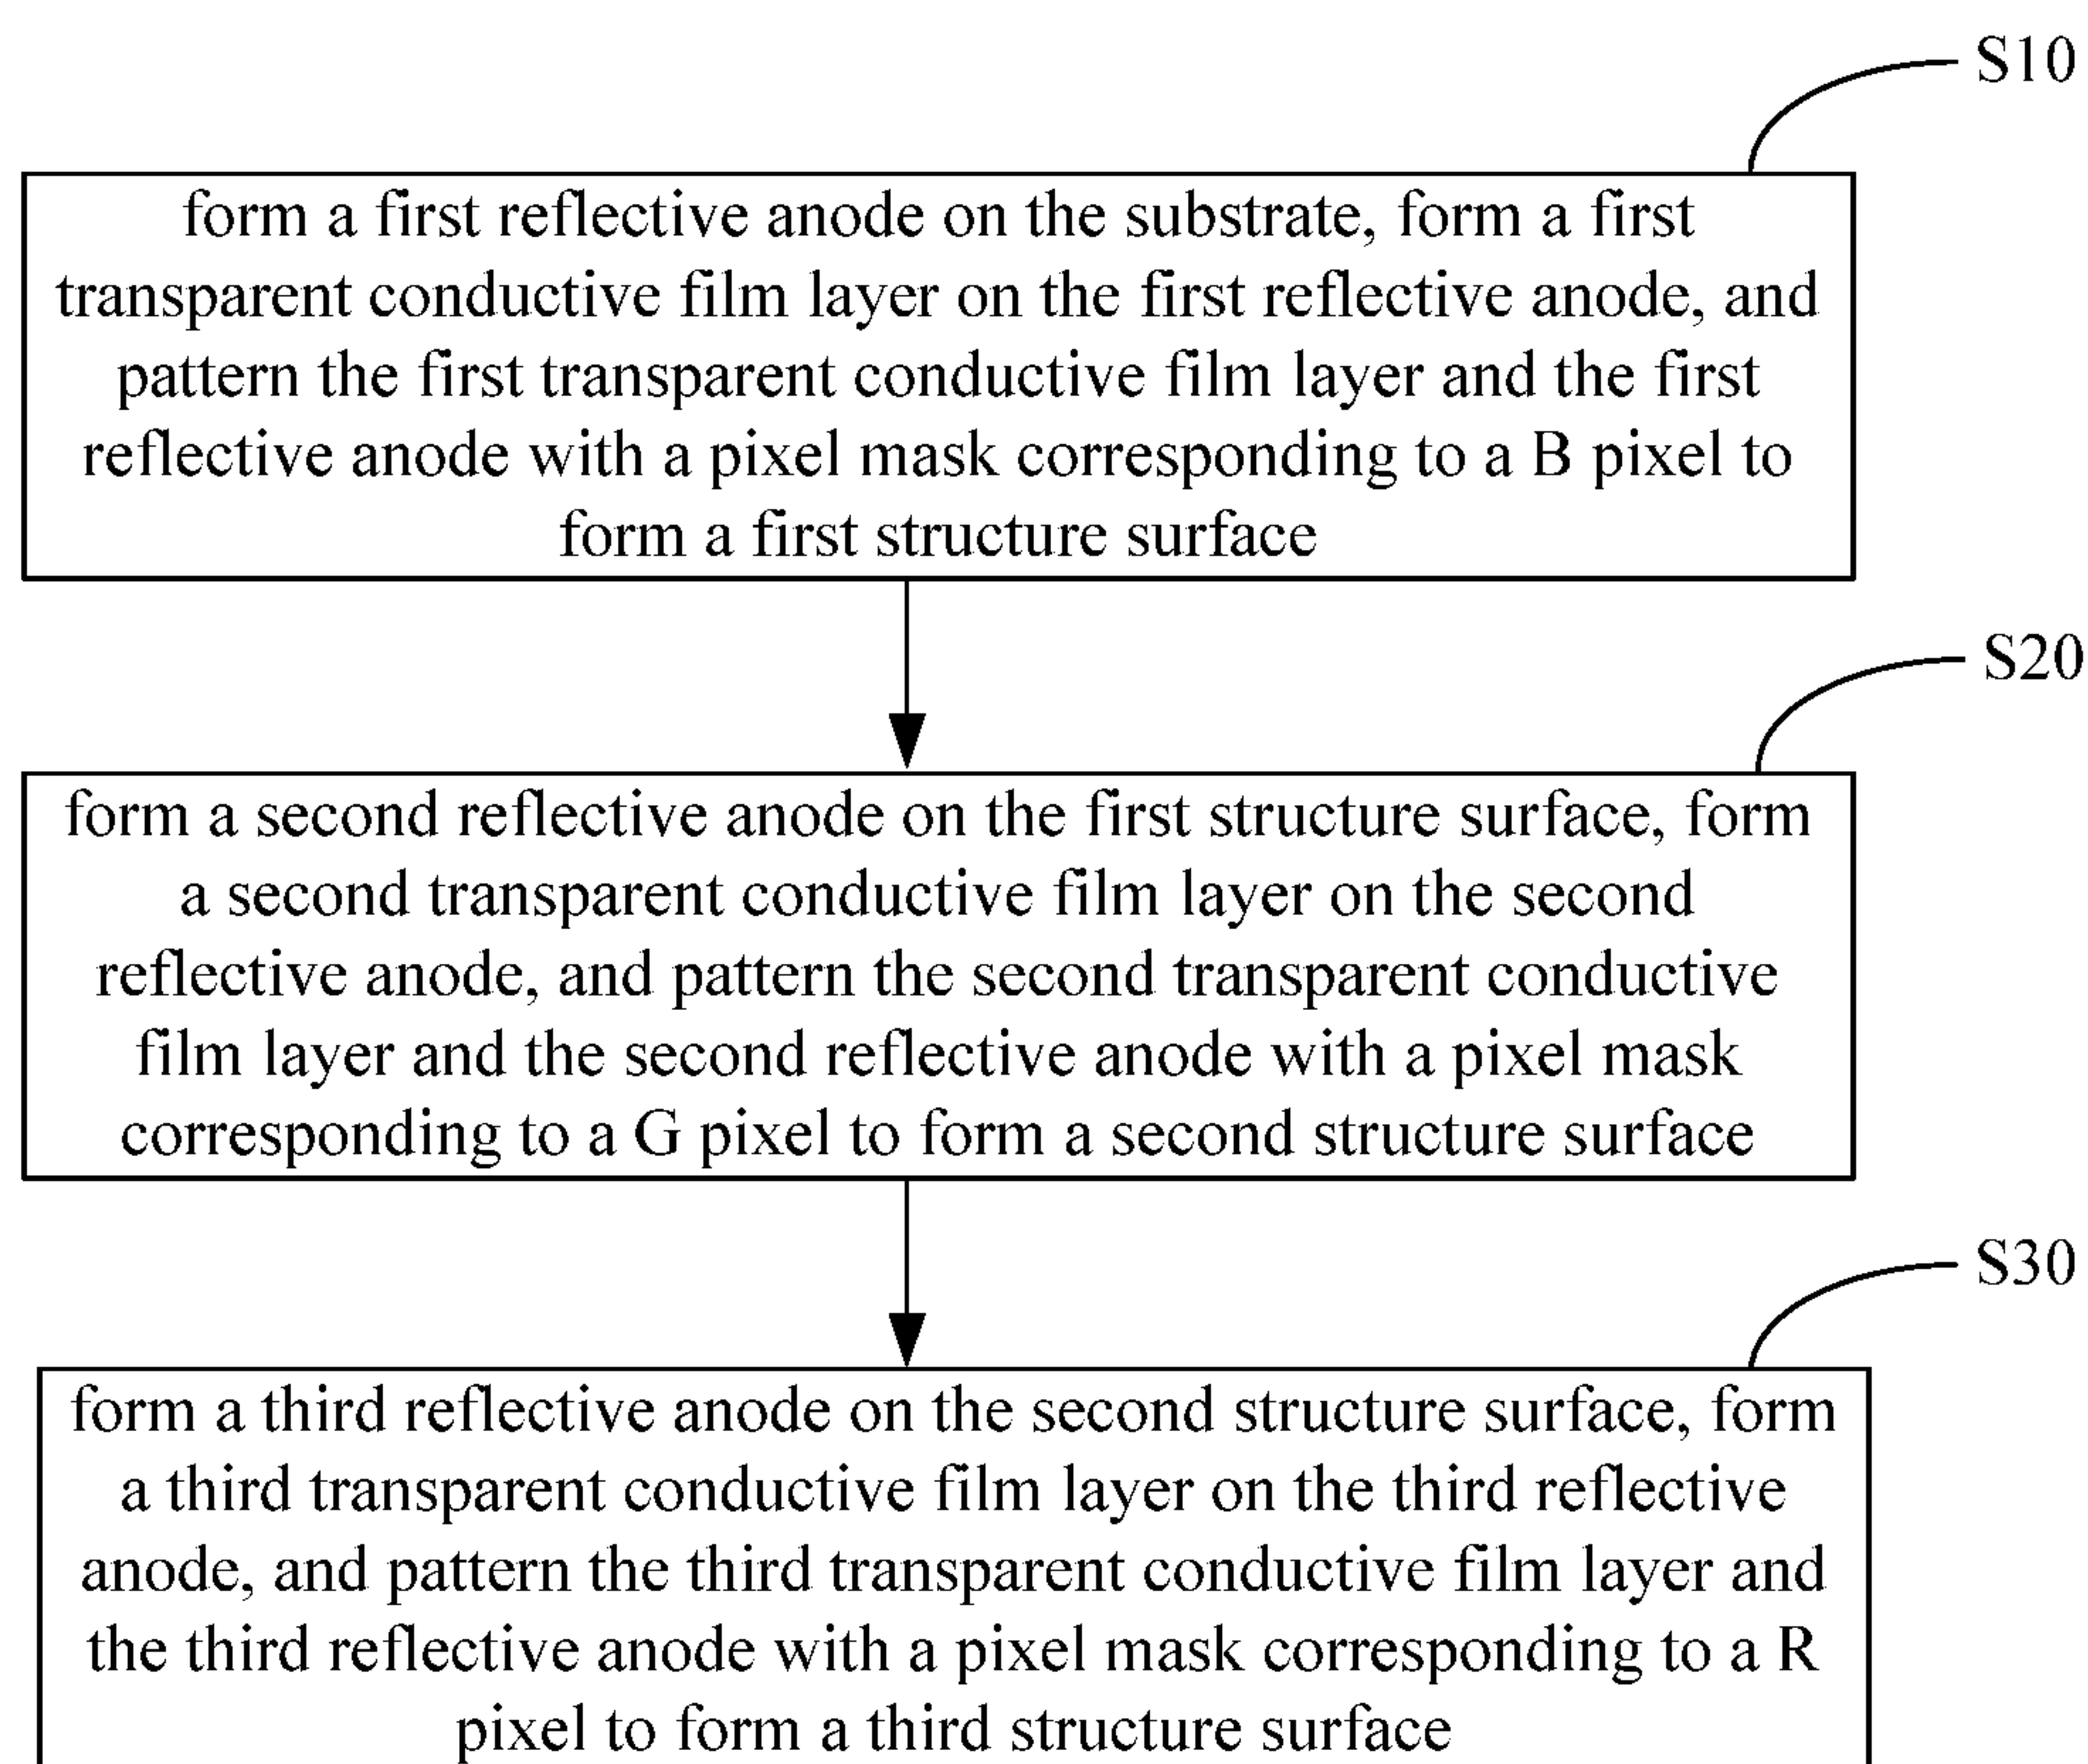 S10
form a first reflective anode on the substrate, form a first
transparent conductive film layer on the first reflective anode, and
pattern the first transparent conductive film layer and the first
reflective anode with a pixel mask corresponding to a B pixel to
form a first structure surface
S20
form a second reflective anode on the first structure surface, form
a second transparent conductive film layer on the second
reflective anode, and pattern the second transparent conductive
film layer and the second reflective anode with a pixel mask
corresponding to a G pixel to form a second structure surface
S30
form a third reflective anode on the second structure surface, form
a third transparent conductive film layer on the third reflective
anode, and pattern the third transparent conductive film layer and
the third reflective anode with a pixel mask corresponding to a R
pixel to form a third structure surface